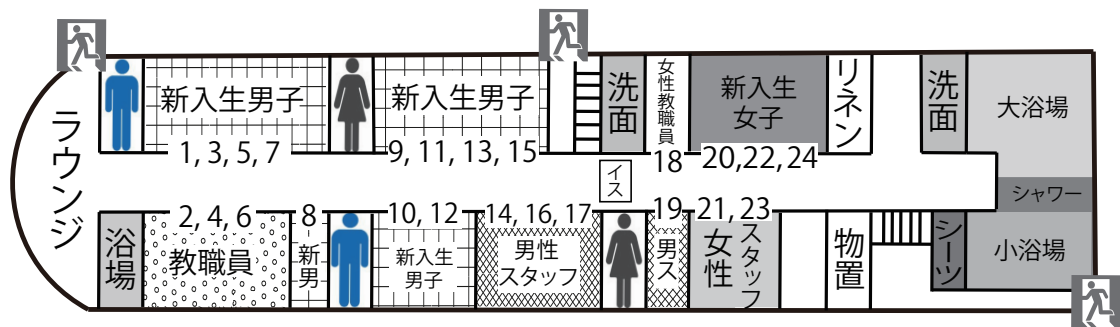 ラウンジ
新入生男子
1, 3, 5, 7
新入生男子
9, 11, 13, 15
洗面
女性教職員
18
新入生
女子
20,22, 24
リネン
洗面
大浴場
シャワー
イス
浴場
2, 4, 6
教職員
8
新男
10, 12
新入生
男子
14, 16, 17
男性
スタッフ
19
男ス
21, 23
女性
スタッフ
物置
シーツ
小浴場